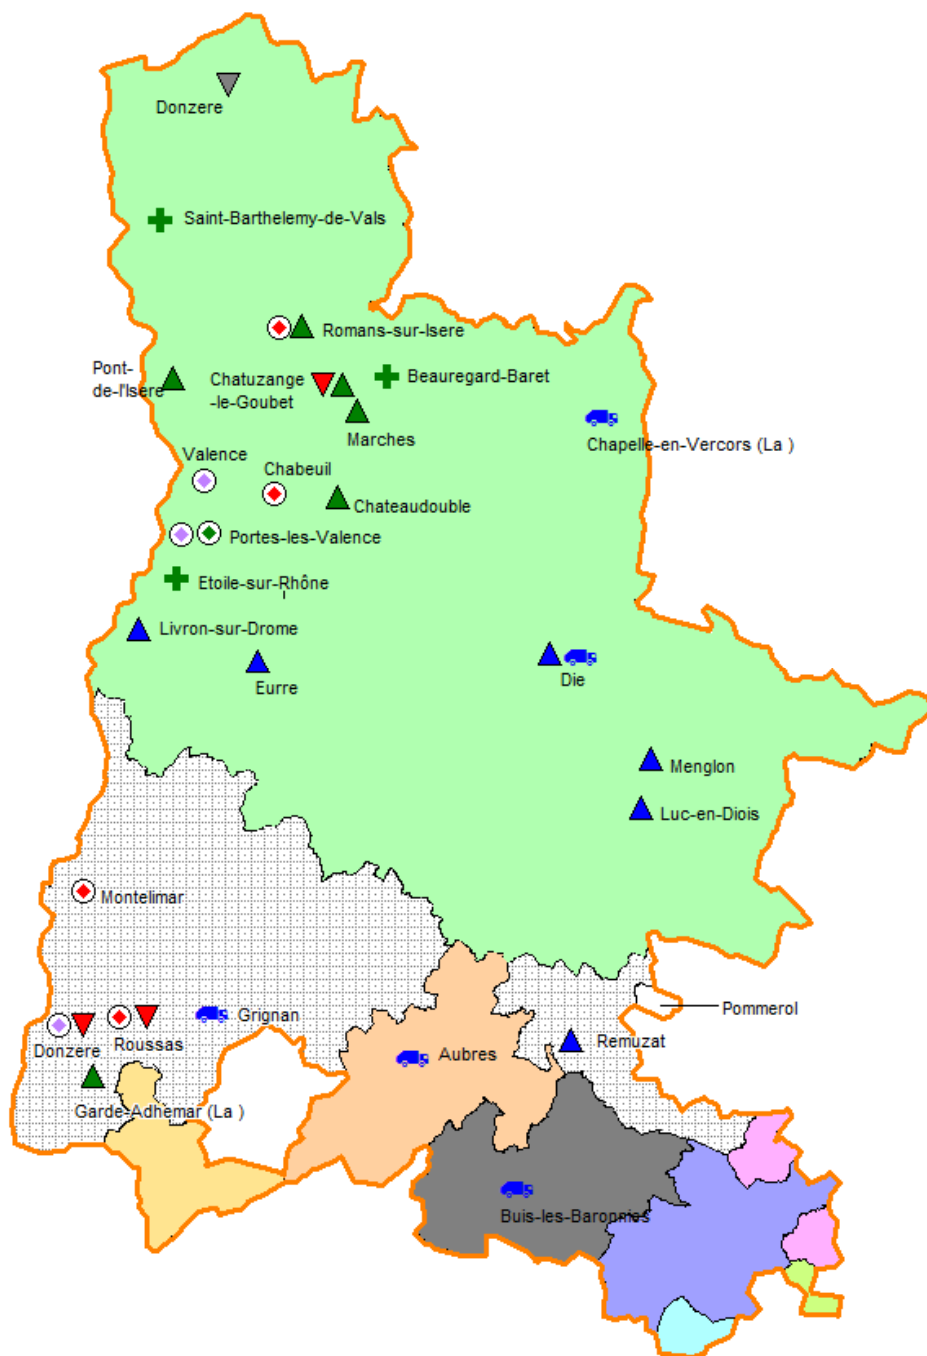 Donzere
Saint-Barthelemy-de-Vals
Romans-sur-Isere
Pont-
de-l'Isere
Chatuzange
-le-Goubet
Beauregard-Baret
Marches
Chapelle-en-Vercors (La )
Valence
Chabeuil
Chateaudouble
Portes-les-Valence
Etoile-sur-Rhône
Livron-sur-Drome
Eurre
Die
Menglon
Luc-en-Diois
Montelimar
Pommerol
Grignan
Donzere
Roussas
Remuzat
Aubres
Garde-Adhemar (La )
Buis-les-Baronnies